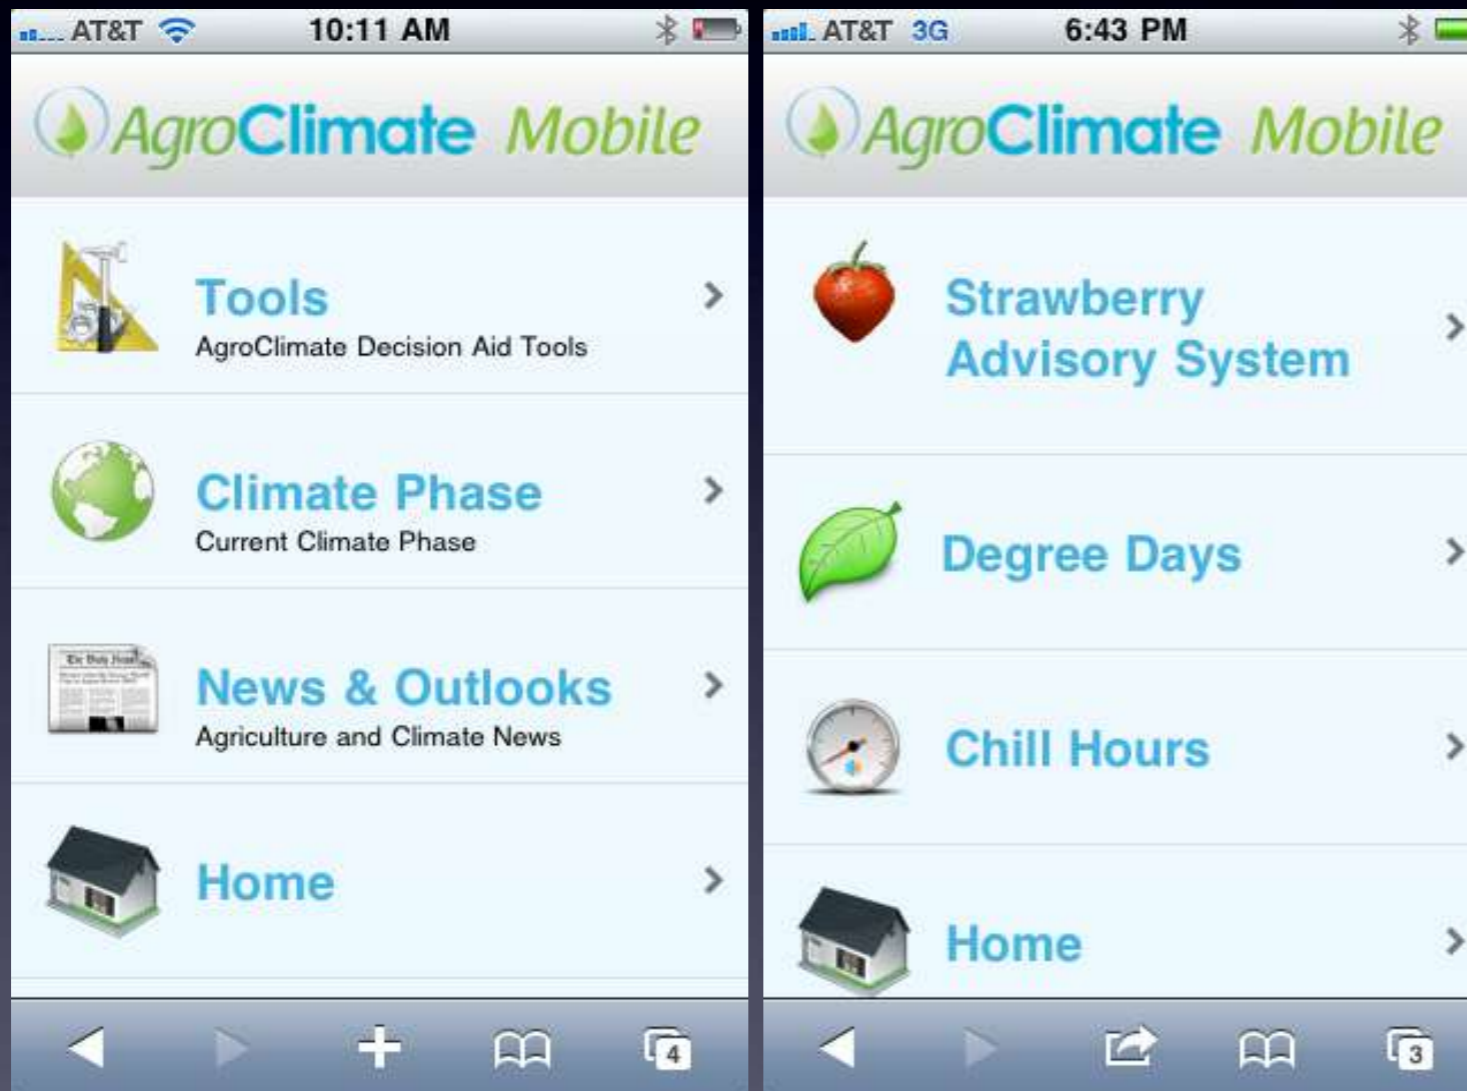 AT&T 10:11 AM
AgroClimate Mobile
Tools
AgroClimate Decision Aid Tools
Climate Phase
Current Climate Phase
News & Outlooks
Agriculture and Climate News
Home
4
AT&T 3G 6:43 PM
AgroClimate Mobile
Strawberry
Advisory System
Degree Days
Chill Hours
Home
3